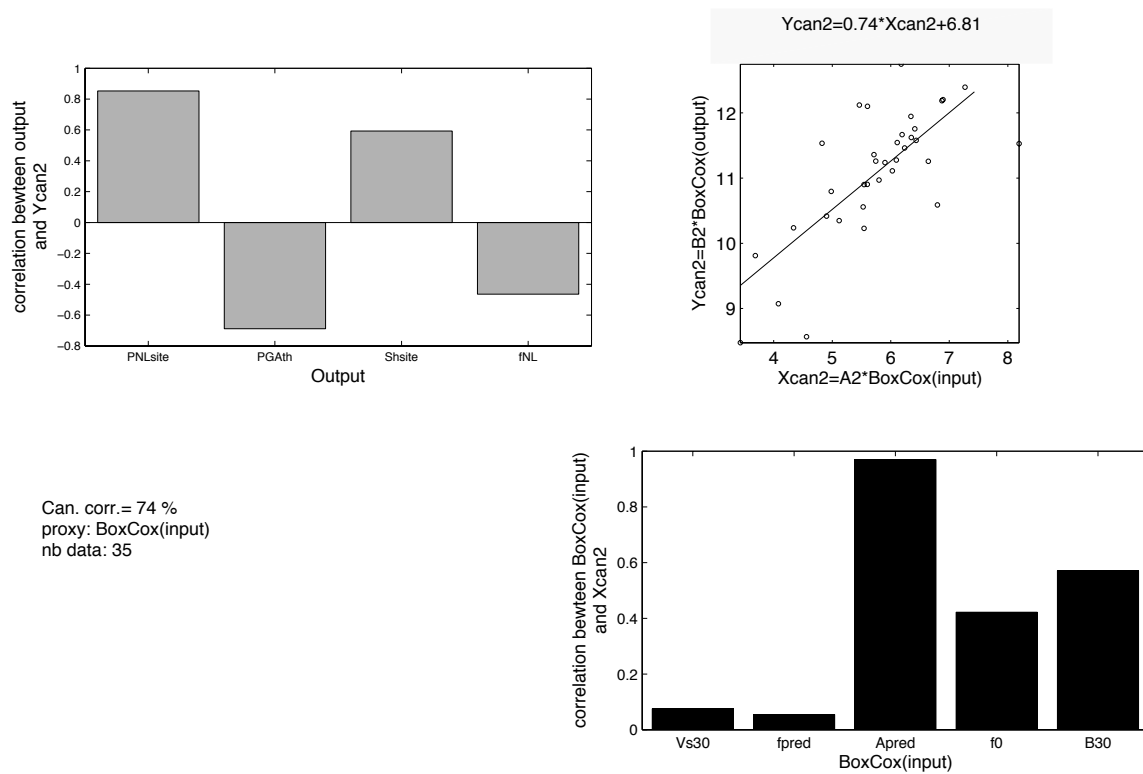 Ycan2=0.74*Xcan2+6.81
correlation bewteen output
and Ycan2
1
0.8
0.6
0.4
0.2
0
−0.2
−0.4
−0.6
−0.8
PNLsite
PGAth
Shsite
fNL
Output
Ycan2=B2*BoxCox(output)
12
11
10
9
4
5
6
7
8
Xcan2=A2*BoxCox(input)
Can. corr.= 74 %
proxy: BoxCox(input)
nb data: 35
correlation bewteen BoxCox(input)
and Xcan2
1
0.8
0.6
0.4
0.2
0
Vs30
fpred
Apred
f0
B30
BoxCox(input)